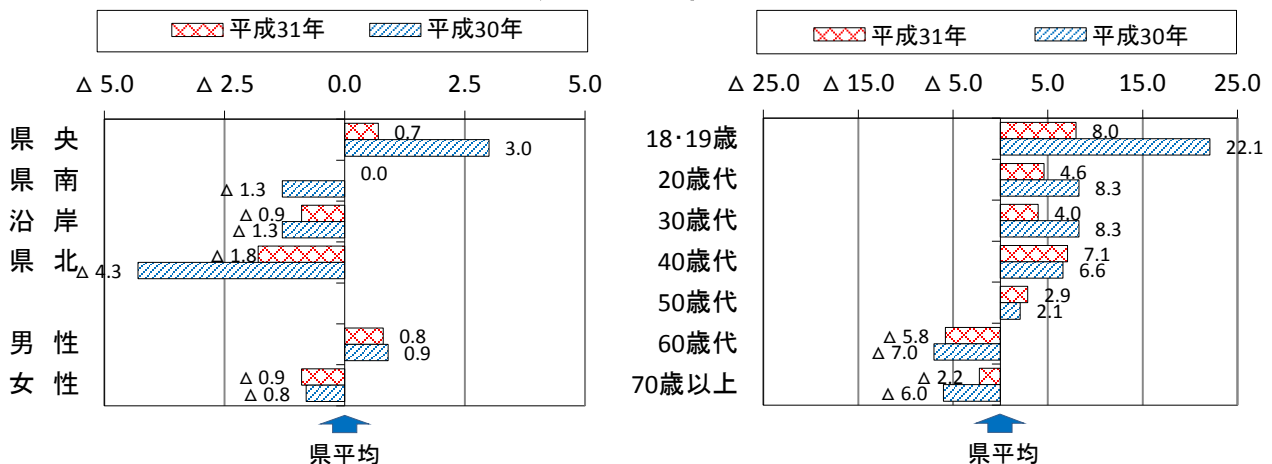 平成31年 平成30年
△ 5.0 △ 2.5 0.0 2.5 5.0
県 央 0.7
3.0
県 南 0.0
△ 1.3
沿 岸 △ 0.9
△ 1.3
県 北 △ 1.8
△ 4.3
男 性 0.8
0.9
女 性 △ 0.9
△ 0.8
県平均
平成31年 平成30年
△ 25.0 △ 15.0 △ 5.0 5.0 15.0 25.0
18・19歳 8.0
22.1
20歳代 4.6
8.3
30歳代 4.0
8.3
40歳代 7.1
6.6
50歳代 2.9
2.1
60歳代 △ 5.8
△ 7.0
70歳以上 △ 2.2
△ 6.0
県平均